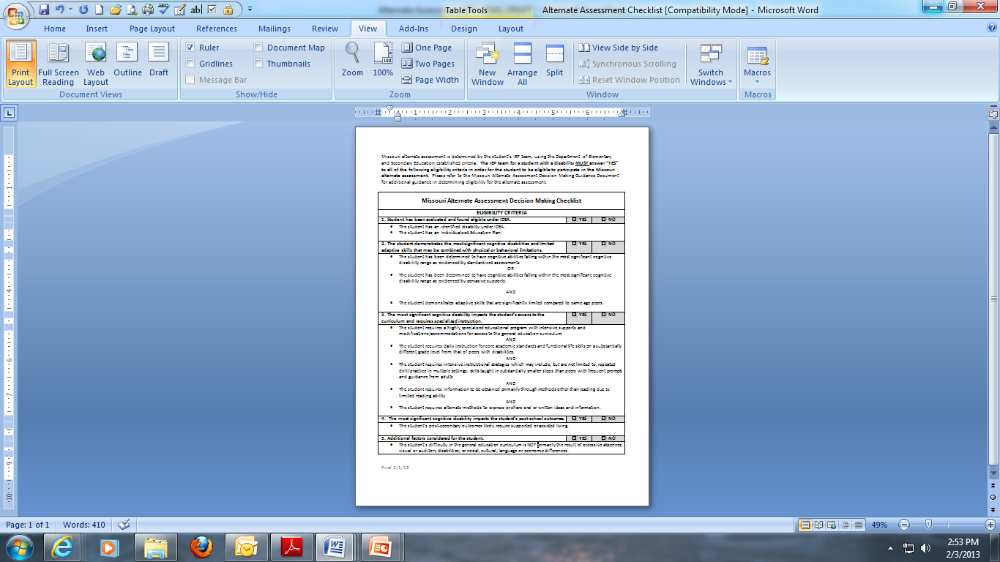 Table Tools
Alternate Assessment Checklist [Compatibility Mode] - Microsoft Word
Home Insert Page Layout References Mailings Review View Add-Ins Design Layout
Print Layout
Full Screen Reading
Web Layout
Outline
Draft
Document Views
Ruler
Gridlines
Message Bar
Document Map
Thumbnails
Show/Hide
Zoom
100%
One Page
Two Pages
Page Width
Zoom
New Window
Arrange All
Split
View Side by Side
Synchronous Scrolling
Reset Window Position
Switch Windows
Window
Macros
Macros
1 2 3 4 5 6
Missouri alternate assessment is determined by the student's IEP team, using the Department of Elementary
and Secondary Education established criteria. The IEP team for a student with a disability MUST answer "YES"
to all of the following eligibility criteria in order for the student to be eligible to participate in the Missouri
alternate assessment. Please refer to the Missouri Alternate Assessment Decision Making Guidance Document
for additional guidance in determining eligibility for the alternate assessment.
Missouri Alternate Assessment Decision Making Checklist
ELIGIBILITY CRITERIA
1. Student has been evaluated and found eligible under IDEA. YES NO
• The student has an identified disability under IDEA.
• The student has an Individualized Education Plan.
2. The student demonstrates the most significant cognitive disabilities and limited YES NO
adaptive skills that may be combined with physical or behavioral limitations.
• The student has been determined to have cognitive abilities falling within the most significant cognitive
disability range as evidenced by standardized assessments
OR
• The student has been determined to have cognitive abilities falling within the most significant cognitive
disability range as evidenced by pervasive supports.
AND
• The student demonstrates adaptive skills that are significantly limited compared to same age peers.
3. The most significant cognitive disability impacts the student's access to the YES NO
curriculum and requires specialized instruction.
• The student requires a highly specialized educational program with intensive supports and
modifications/accommodations for access to the general education curriculum
AND
• The student requires daily instruction for core academic standards and functional life skills on a substantially
different grade level from that of peers with disabilities
AND
• The student requires intensive instructional strategies which may include, but are not limited to, repeated
drill/practice in multiple settings, skills taught in substantially smaller steps than peers with frequent prompts
and guidance from adults
AND
• The student requires information to be obtained primarily through methods other than reading due to
limited reading ability
AND
• The student requires alternate methods to express or share oral or written ideas and information.
4. The most significant cognitive disability impacts the student's post-school outcomes. YES NO
• The student's post-secondary outcomes likely require supported or assisted living.
5. Additional factors considered for the student. YES NO
• The student's difficulty in the general education curriculum is NOT primarily the result of excessive absences;
visual or auditory disabilities; or social, cultural, language or economic differences.
Final 2/1/13
Page: 1 of 1 Words: 410 49%
2:53 PM
2/3/2013